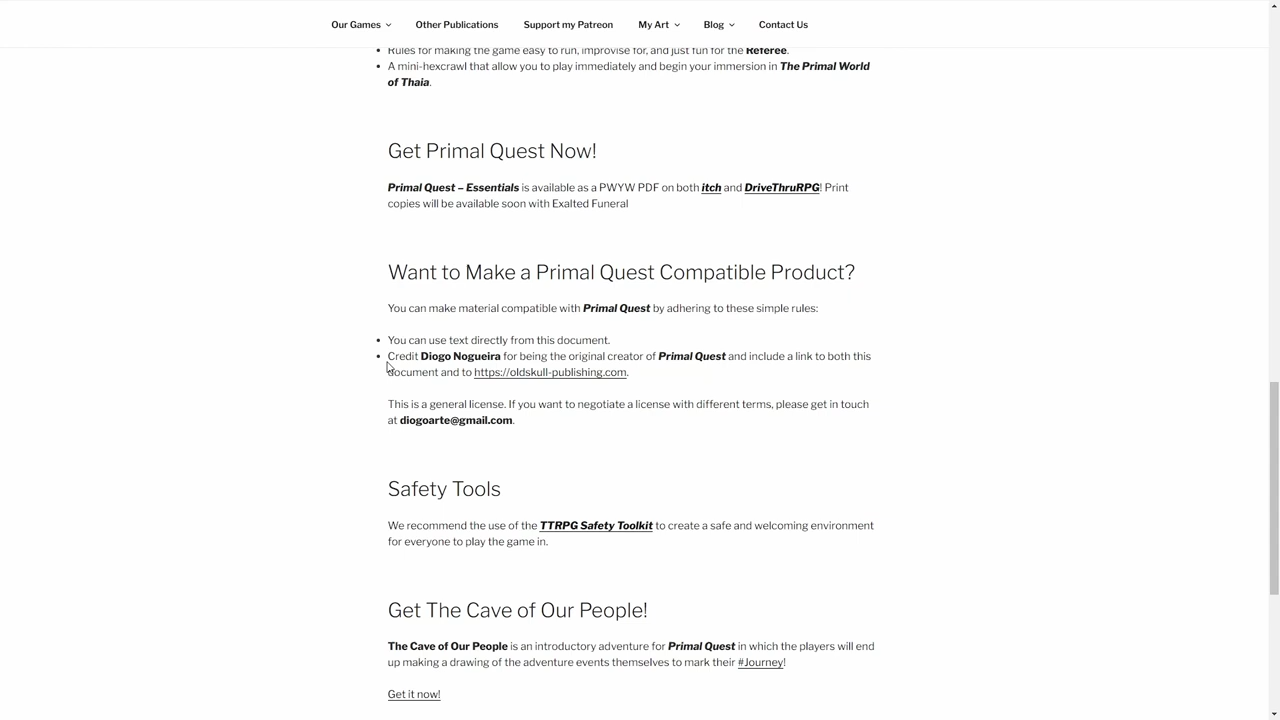 Our Games
Other Publications
Support my Patreon
My Art
Blog
Contact Us
Rules for making the game easy to run, improvise for, and just fun for the Referee.
A mini-hexcrawl that allow you to play immediately and begin your immersion in The Primal World
of Thaia.
Get Primal Quest Now!
Primal Quest – Essentials is available as a PWYW PDF on both itch and DriveThruRPG! Print
copies will be available soon with Exalted Funeral
Want to Make a Primal Quest Compatible Product?
You can make material compatible with Primal Quest by adhering to these simple rules:
You can use text directly from this document.
Credit Diogo Nogueira for being the original creator of Primal Quest and include a link to both this
document and to https://oldskull-publishing.com.
This is a general license. If you want to negotiate a license with different terms, please get in touch
at diogoarte@gmail.com.
Safety Tools
We recommend the use of the TTRPG Safety Toolkit to create a safe and welcoming environment
for everyone to play the game in.
Get The Cave of Our People!
The Cave of Our People is an introductory adventure for Primal Quest in which the players will end
up making a drawing of the adventure events themselves to mark their #Journey!
Get it now!